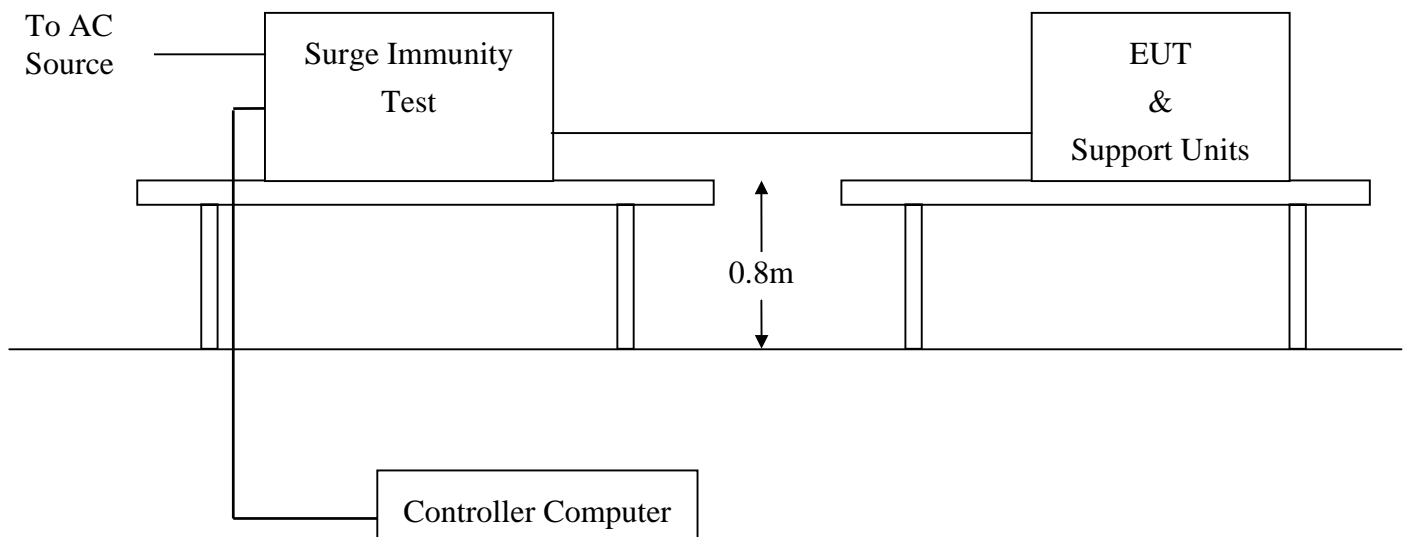 To AC
Source
Surge Immunity
Test
EUT
&
Support Units
0.8m
Controller Computer